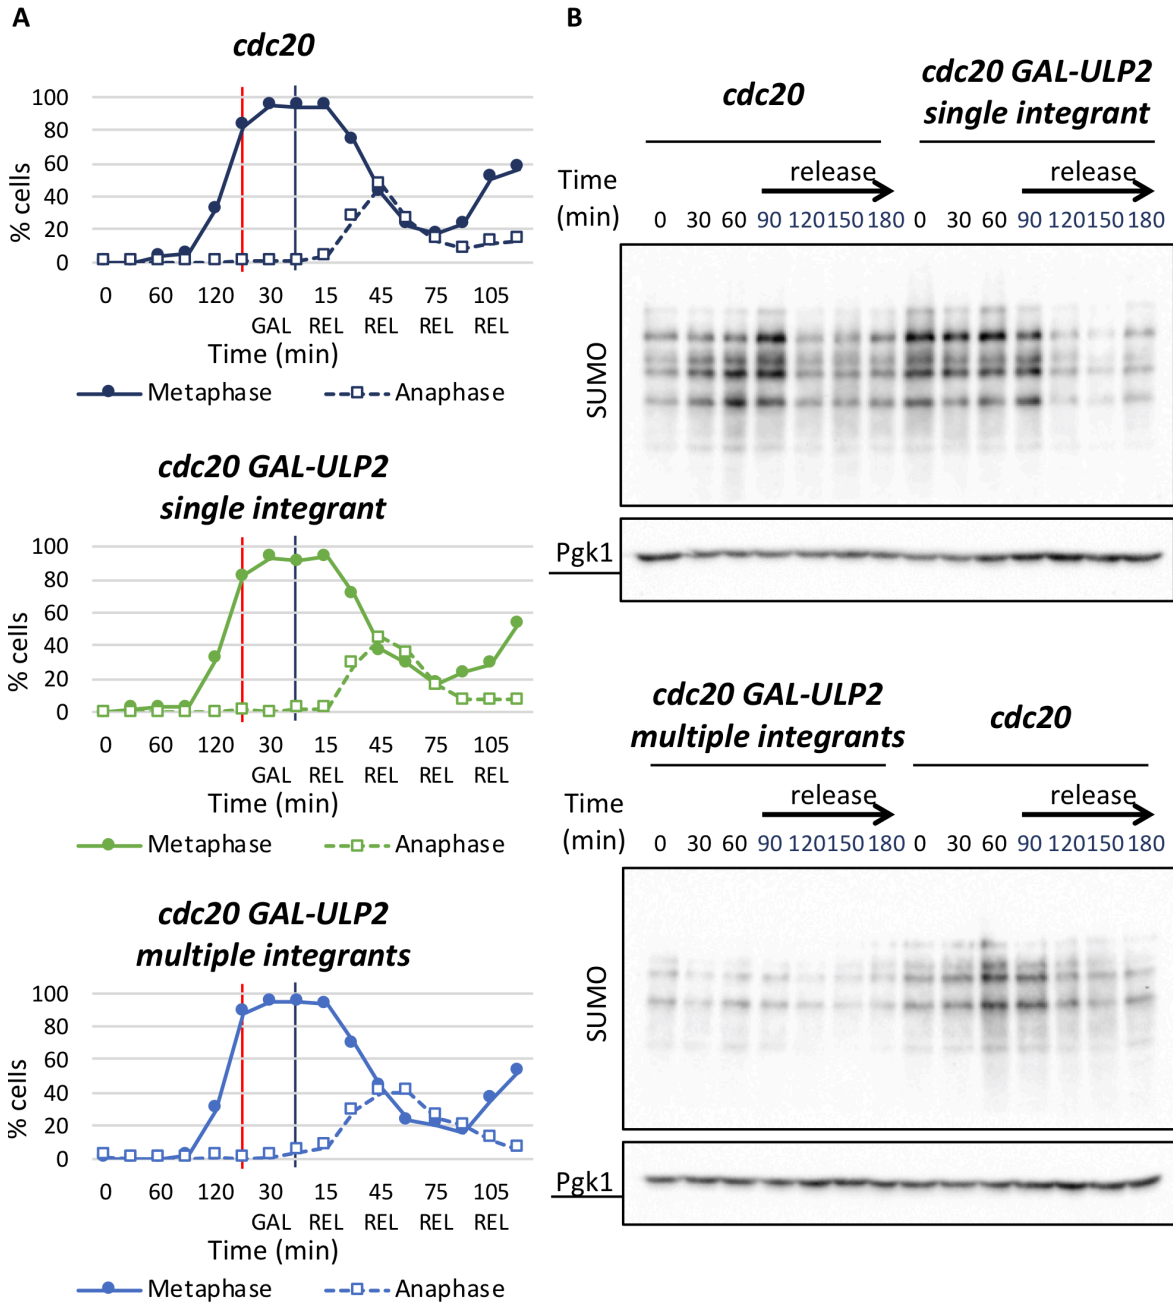 A
cdc20
100
80
60
40
20
0
% cells
0 60 120 30 15 45 75 105
GAL REL REL REL REL
Time (min)
Metaphase Anaphase
cdc20 GAL-ULP2
single integrant
100
80
60
40
20
0
% cells
0 60 120 30 15 45 75 105
GAL REL REL REL REL
Time (min)
Metaphase Anaphase
cdc20 GAL-ULP2
multiple integrants
100
80
60
40
20
0
% cells
0 60 120 30 15 45 75 105
GAL REL REL REL REL
Time (min)
Metaphase Anaphase
B
cdc20
cdc20 GAL-ULP2
single integrant
Time
(min)
release release
0 30 60 90 120 150 180 0 30 60 90 120 150 180
SUMO
Pgk1
cdc20 GAL-ULP2
multiple integrants
cdc20
Time
(min)
release release
0 30 60 90 120 150 180 0 30 60 90 120 150 180
SUMO
Pgk1